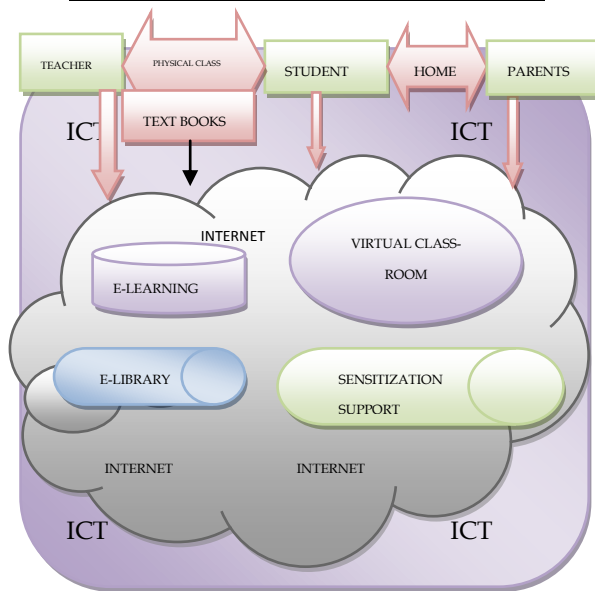 TEACHER
PHYSICAL CLASS
STUDENT
HOME
PARENTS
ICT
TEXT BOOKS
ICT
INTERNET
VIRTUAL CLASS-
ROOM
E-LEARNING
E-LIBRARY
SENSITIZATION
SUPPORT
INTERNET
INTERNET
ICT
ICT